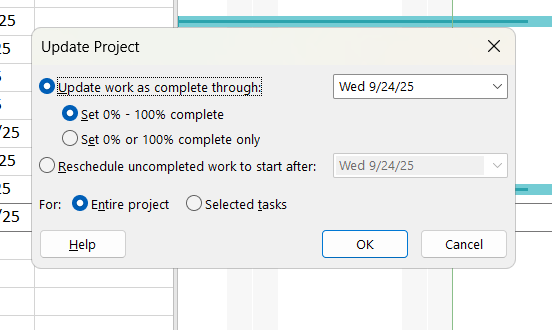 /25
Update Project
25
Update work as complete through:
Wed 9/24/25
5
Set 0% - 100% complete
5
/25
Set 0% or 100% complete only
25
Reschedule uncompleted work to start after:
Wed 9/24/25
25
For:
Entire project
Selected tasks
/25
Help
OK
Cancel